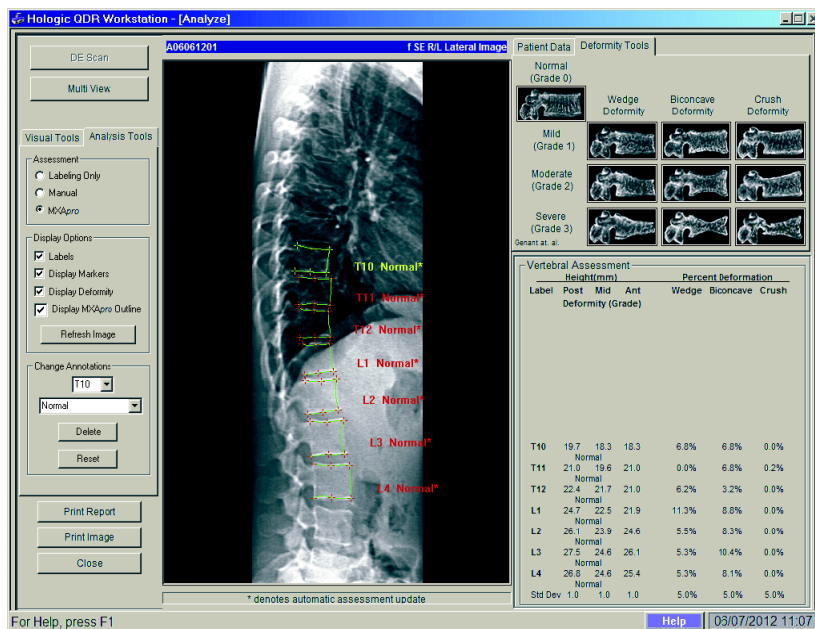 Hologic QDR Workstation - [Analyze]
DE Scan
Multi View
Visual Tools Analysis Tools
Assessment
Labeling Only
Manual
MXApro
Display Options
Labels
Display Markers
Display Deformity
Display MXApro Outline
Refresh Image
Change Annotations:
T10
Normal
Delete
Reset
Print Report
Print Image
Close
A06061201 f SE R/L Lateral Image
T10 Normal*
T11 Normal*
T12 Normal*
L1 Normal*
L2 Normal*
L3 Normal*
L4 Normal*
* denotes automatic assessment update
Patient Data Deformity Tools
Normal
(Grade 0)
Wedge Deformity
Biconcave Deformity
Crush Deformity
Mild
(Grade 1)
Moderate
(Grade 2)
Severe
(Grade 3)
Genant at. al.
Vertebral Assessment
Height(mm) Percent Deformation
Label Post Mid Ant Wedge Biconcave Crush
Deformity (Grade)
T10 19.7 18.3 18.3 6.8% 6.8% 0.0%
Normal
T11 21.0 19.6 21.0 0.0% 6.8% 0.2%
Normal
T12 22.4 21.7 21.0 6.2% 3.2% 0.0%
Normal
L1 24.7 22.5 21.9 11.3% 8.8% 0.0%
Normal
L2 26.1 23.9 24.6 5.5% 8.3% 0.0%
Normal
L3 27.5 24.6 26.1 5.3% 10.4% 0.0%
Normal
L4 26.8 24.6 25.4 5.3% 8.1% 0.0%
Normal
Std Dev 1.0 1.0 1.0 5.0% 5.0% 5.0%
For Help, press F1
Help
06/07/2012 11:07